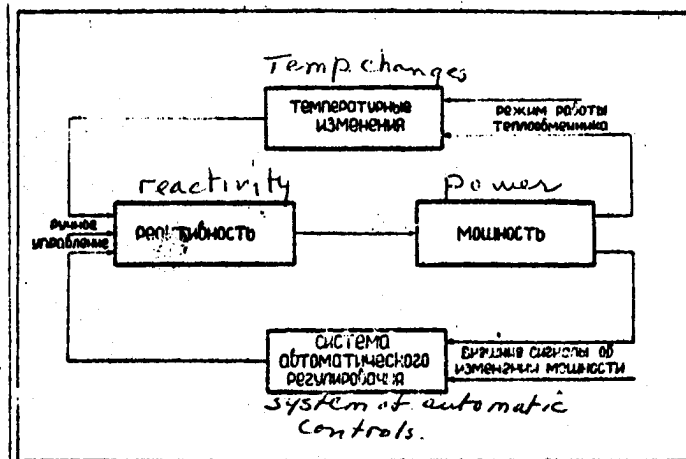 Temp. changes
ТЕМПЕРАТУРНЫЕ
ИЗМЕНЕНИЯ
РЕЖИМ РАБОТЫ
ТЕПЛООБМЕННИКА
reactivity
power
РУЧНОЕ
УПРАВЛЕНИЕ
РЕАКТИВНОСТЬ
МОЩНОСТЬ
СИСТЕМА
АВТОМАТИЧЕСКОГО
РЕГУЛИРОВАНИЯ
ВНЕШНИЕ СИГНАЛЫ ОБ
ИЗМЕНЕНИИ МОЩНОСТИ
system of automatic
controls.